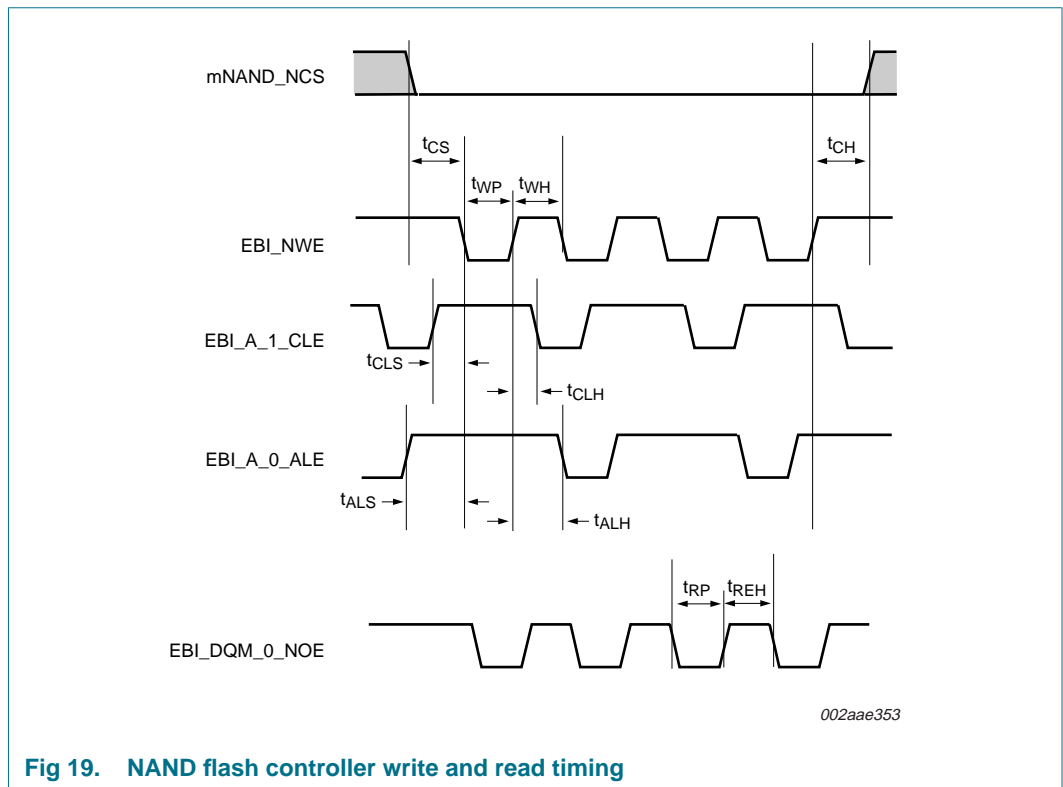 mNAND_NCS
tCS
tCH
tWP
tWH
EBI_NWE
EBI_A_1_CLE
tCLS
tCLH
EBI_A_0_ALE
tALS
tALH
tRP
tREH
EBI_DQM_0_NOE
002aae353
Fig 19. NAND flash controller write and read timing